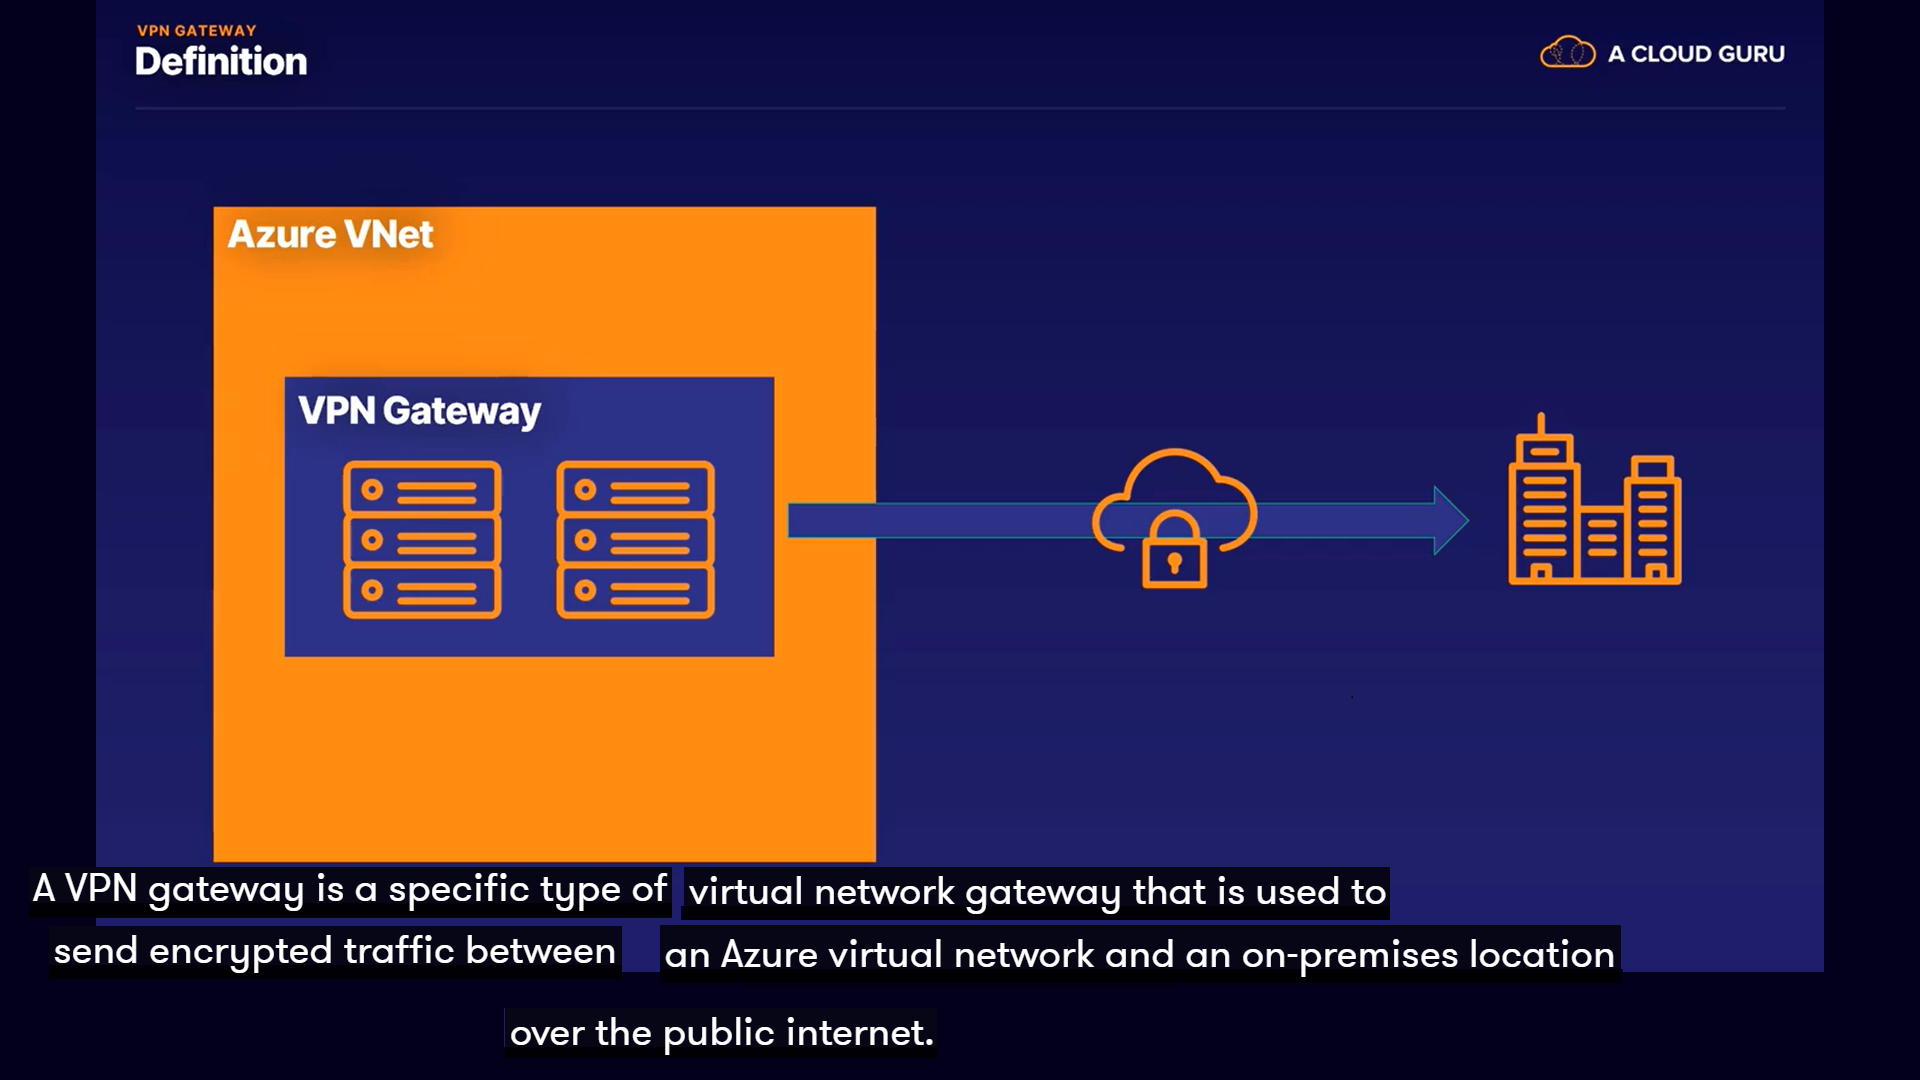 VPN GATEWAY
Definition
A CLOUD GURU
Azure VNet
VPN Gateway
A VPN gateway is a specific type of virtual network gateway that is used to
send encrypted traffic between an Azure virtual network and an on-premises location
over the public internet.